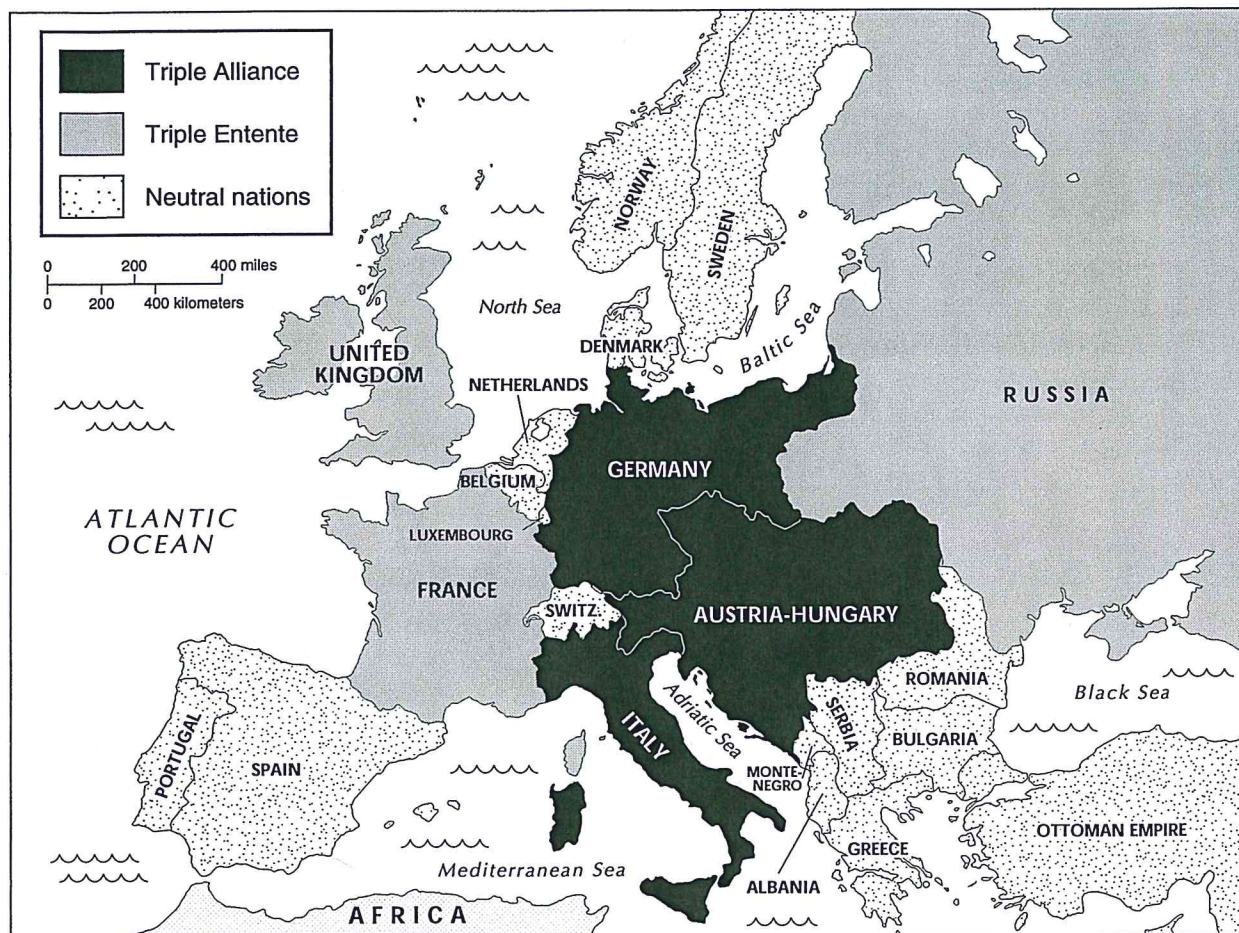 Triple Alliance
Triple Entente
Neutral nations
0 200 400 miles
0 200 400 kilometers
NORWAY
SWEDEN
North Sea
Baltic Sea
DENMARK
UNITED
KINGDOM
NETHERLANDS
RUSSIA
GERMANY
BELGIUM
ATLANTIC
OCEAN
LUXEMBOURG
FRANCE
SWITZ.
AUSTRIA-HUNGARY
ROMANIA
Black Sea
Adriatic Sea
ITALY
SERBIA
BULGARIA
PORTUGAL
SPAIN
MONTE-
NEGRO
OTTOMAN EMPIRE
GREECE
Mediterranean Sea
ALBANIA
AFRICA